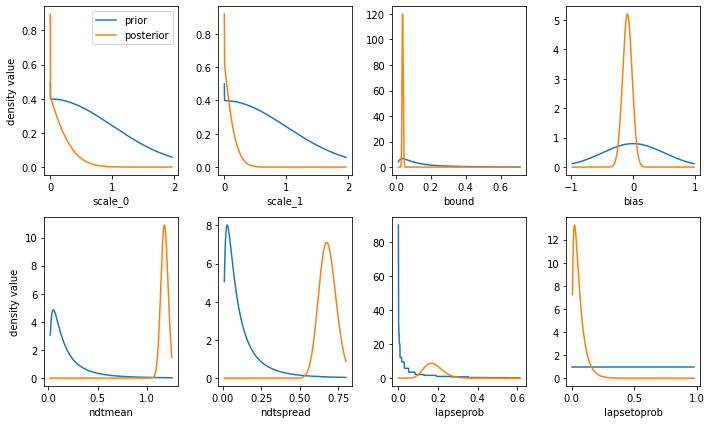 0.8
0.6
0.4
0.2
0.0
density value
0 1 2
scale_0
prior
posterior
0.8
0.6
0.4
0.2
0.0
0 1 2
scale_1
120
100
80
60
40
20
0
0.0 0.2 0.4 0.6
bound
5
4
3
2
1
0
−1 0 1
bias
10
8
6
4
2
0
density value
0.0 0.5 1.0
ndtmean
8
6
4
2
0
0.00 0.25 0.50 0.75
ndtspread
80
60
40
20
0
0.0 0.2 0.4 0.6
lapseprob
12
10
8
6
4
2
0
0.0 0.5 1.0
lapsetoprob